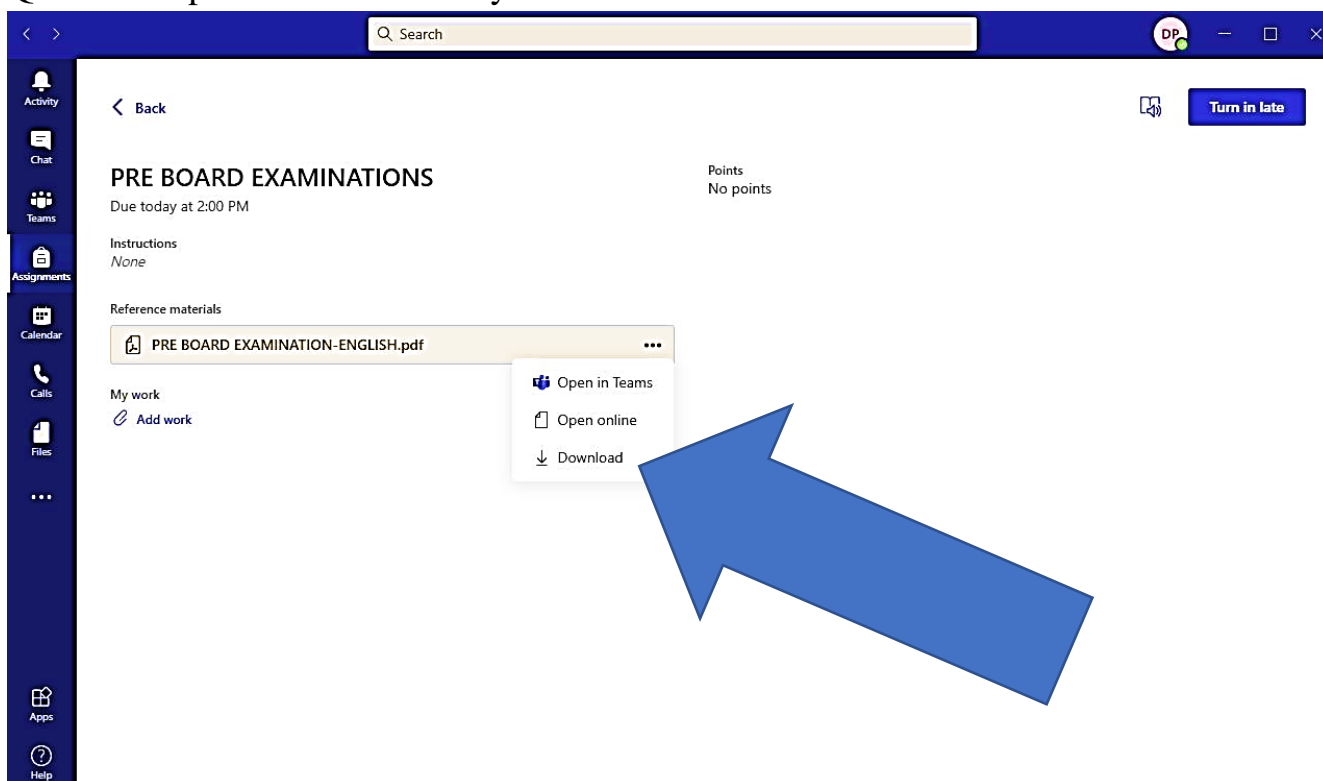 Search
DP
Activity
Chat
Teams
Assignments
Calendar
Calls
Files
Apps
Help
Back
Turn in late
PRE BOARD EXAMINATIONS
Due today at 2:00 PM
Points
No points
Instructions
None
Reference materials
PRE BOARD EXAMINATION-ENGLISH.pdf
Open in Teams
Open online
Download
My work
Add work